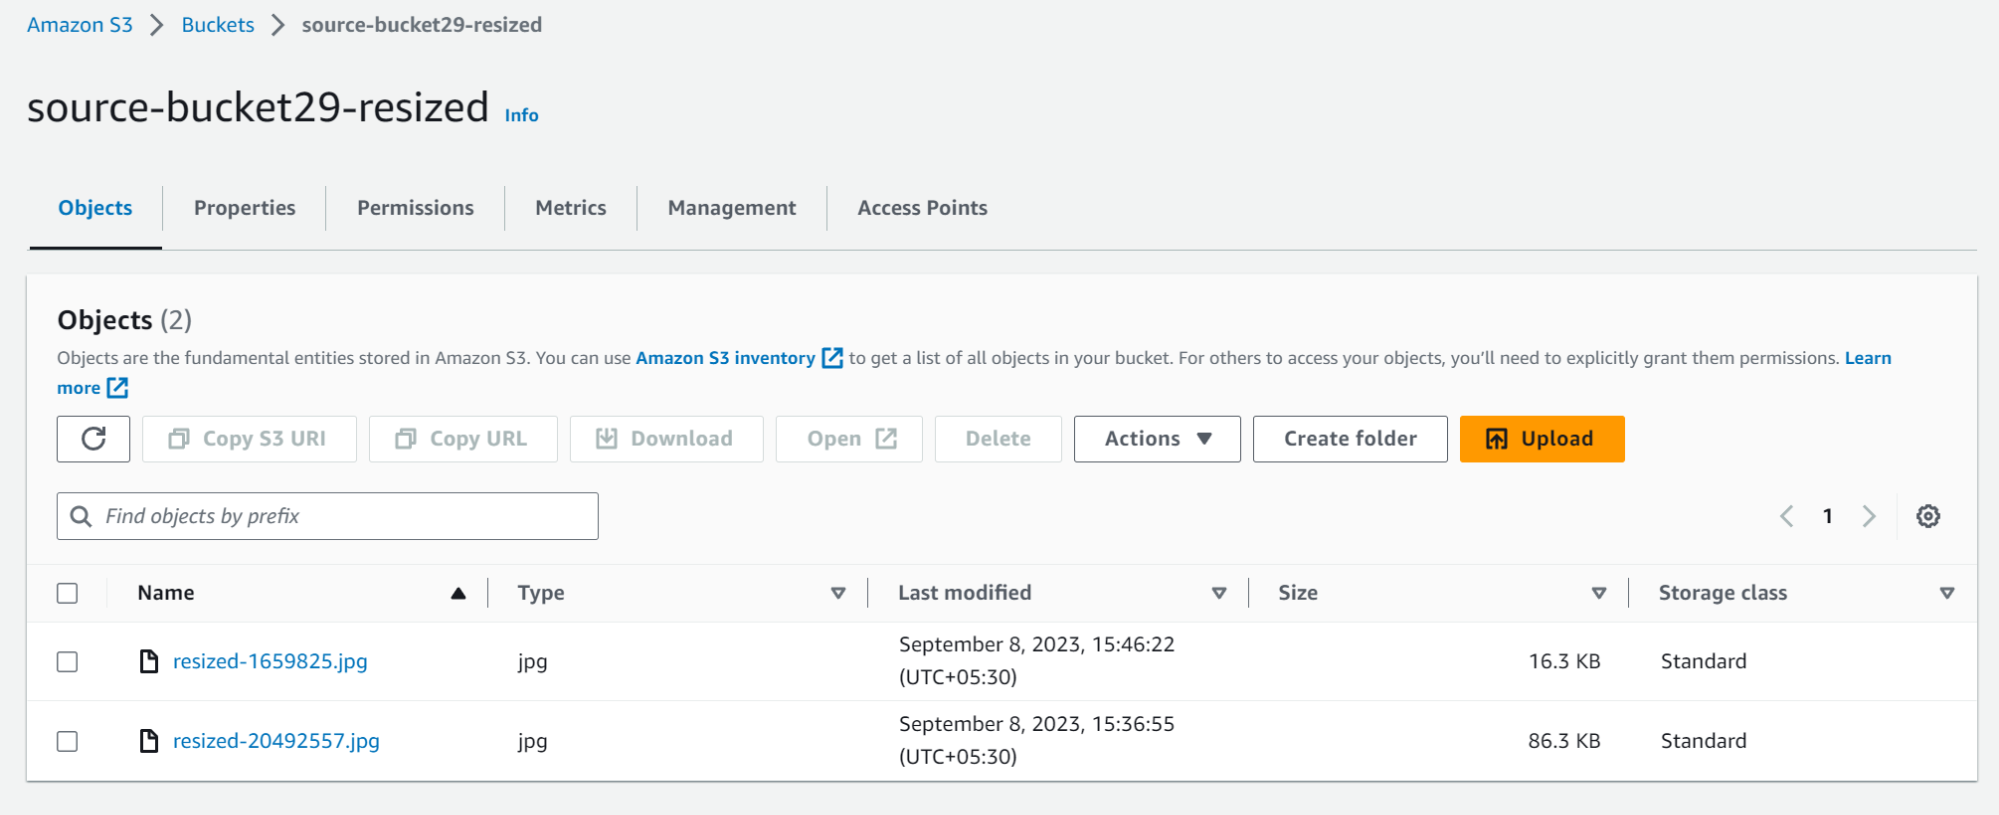 Amazon S3 > Buckets > source-bucket29-resized
source-bucket29-resized Info
Objects Properties Permissions Metrics Management Access Points
Objects (2)
Objects are the fundamental entities stored in Amazon S3. You can use Amazon S3 inventory to get a list of all objects in your bucket. For others to access your objects, you'll need to explicitly grant them permissions. Learn
more
Copy S3 URI Copy URL Download Open Delete Actions Create folder Upload
Find objects by prefix 1
Name Type Last modified Size Storage class
resized-1659825.jpg jpg September 8, 2023, 15:46:22 16.3 KB Standard
(UTC+05:30)
resized-20492557.jpg jpg September 8, 2023, 15:36:55 86.3 KB Standard
(UTC+05:30)